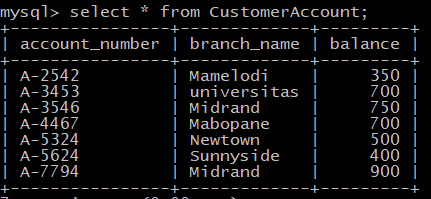 mysql> select * from CustomerAccount;
+----------------+-------------+---------+
| account_number | branch_name | balance |
+----------------+-------------+---------+
| A-2542         | Mamelodi    |     350 |
| A-3453         | universitas |     700 |
| A-3546         | Midrand     |     750 |
| A-4467         | Mabopane    |     700 |
| A-5324         | Newtown     |     500 |
| A-5624         | Sunnyside   |     400 |
| A-7794         | Midrand     |     900 |
+----------------+-------------+---------+